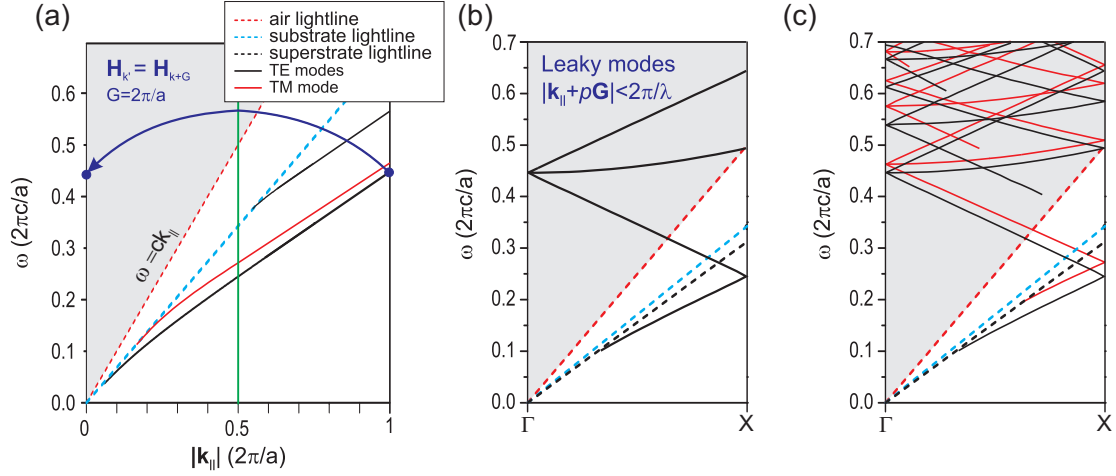 (a)
air lightline
substrate lightline
superstrate lightline
TE modes
TM mode
H_k' = H_k+G
G=2π/a
ω =ck_||
ω (2πc/a)
0.6
0.5
0.4
0.3
0.2
0.1
0.0
0
0.5
1
|k_||| (2π/a)
(b)
Leaky modes
|k_||+pG|<2π/λ
ω (2πc/a)
0.7
0.6
0.5
0.4
0.3
0.2
0.1
0.0
Γ
X
(c)
ω (2πc/a)
0.7
0.6
0.5
0.4
0.3
0.2
0.1
0.0
Γ
X